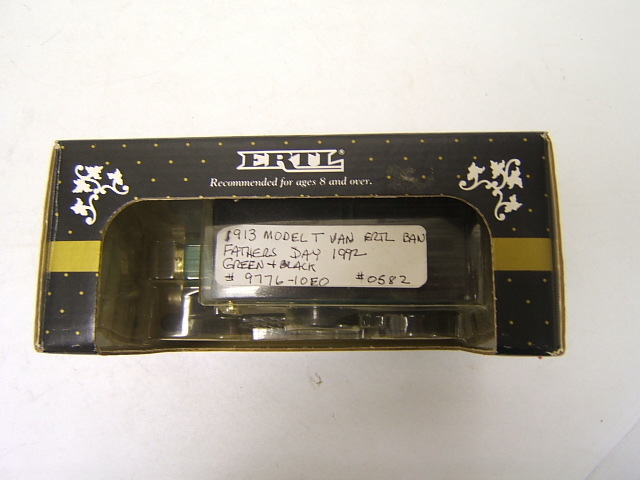 ERTL®
Recommended for ages 8 and over.
1913 MODEL T VAN ERTL BAN
FATHERS DAY 1992
GREEN + BLACK
# 9776-10EO #0582